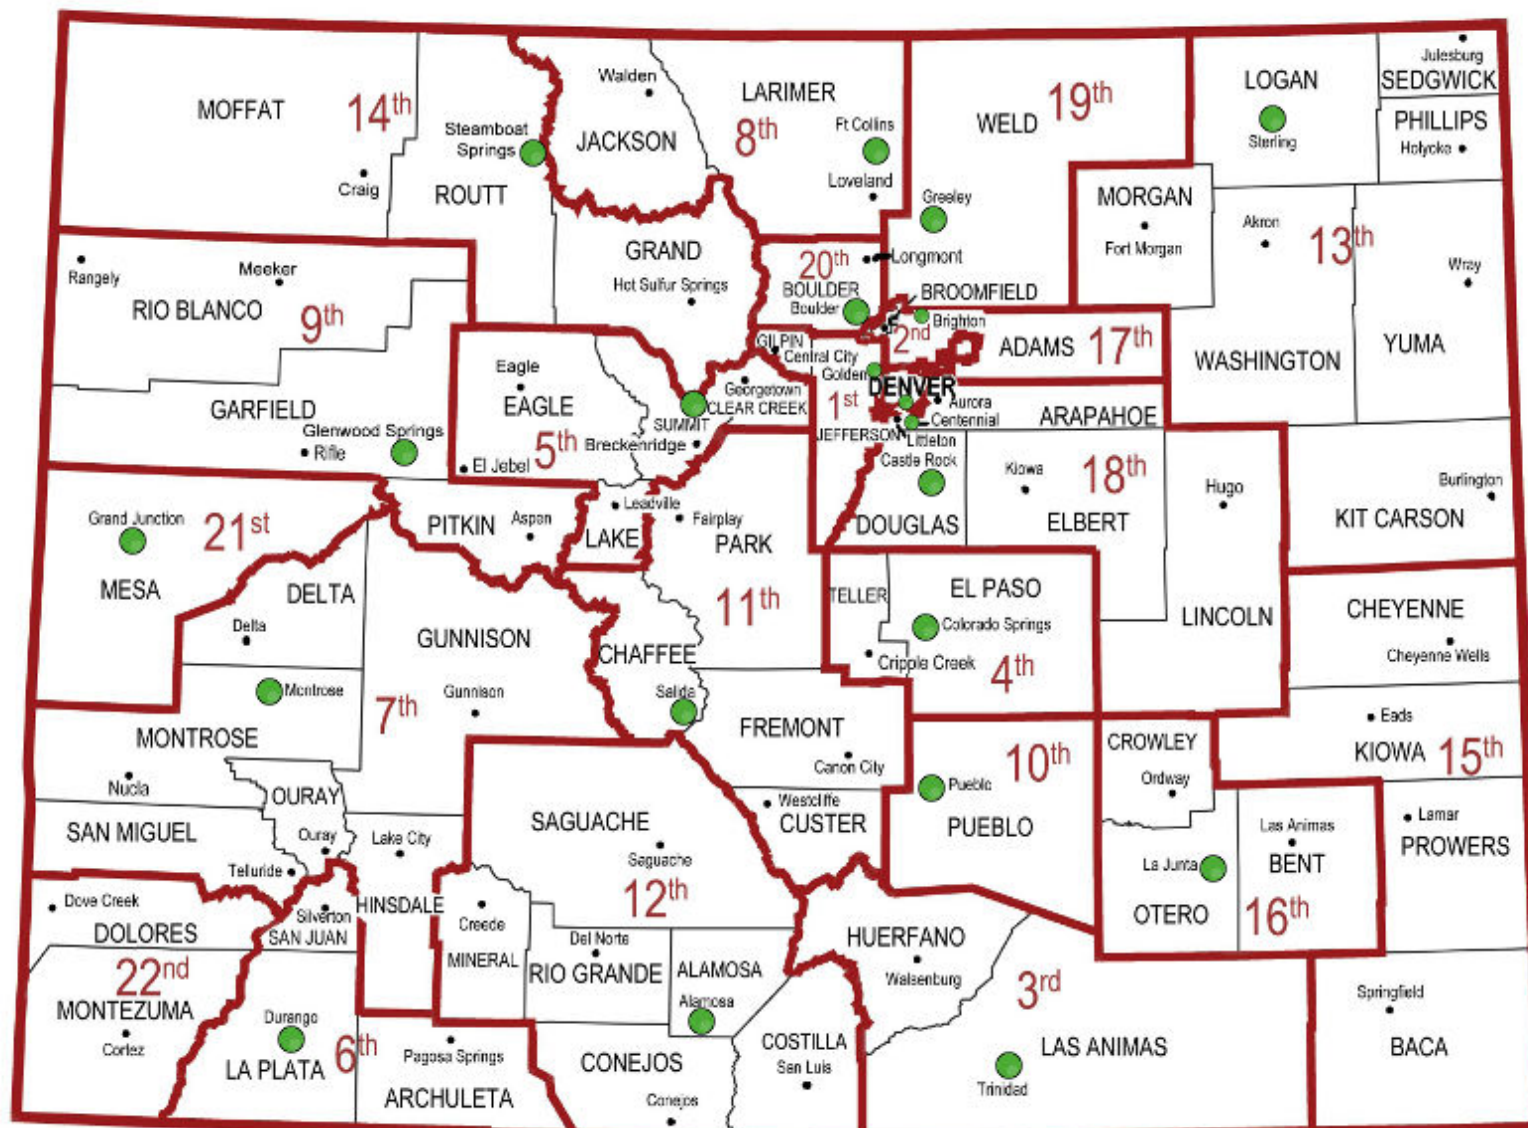 MOFFAT
14th
Craig
Steamboat
Springs
ROUTT
Walden
JACKSON
LARIMER
8th
Ft Collins
Loveland
WELD
19th
Greeley
LOGAN
Sterling
Julesburg
SEDGWICK
PHILLIPS
Holyoke
MORGAN
Fort Morgan
Akron
13th
Wray
WASHINGTON
YUMA
Rangely
Meeker
RIO BLANCO
9th
GRAND
Hot Sulfur Springs
20th
Longmont
BOULDER
Boulder
BROOMFIELD
2nd
Brighton
ADAMS
17th
GILPIN
Central City
Golden
DENVER
1st
Aurora
Centennial
ARAPAHOE
JEFFERSON
Littleton
Castle Rock
DOUGLAS
Eagle
EAGLE
5th
El Jebel
Georgetown
CLEAR CREEK
SUMMIT
Breckenridge
GARFIELD
Glenwood Springs
Rifle
Kiowa
18th
ELBERT
Hugo
LINCOLN
Burlington
KIT CARSON
Grand Junction
21st
MESA
PITKIN
Aspen
Leadville
LAKE
Fairplay
PARK
11th
DELTA
Delta
GUNNISON
Gunnison
CHAFFEE
Salida
TELLER
EL PASO
Colorado Springs
Cripple Creek
4th
CHEYENNE
Cheyenne Wells
Montrose
7th
MONTROSE
Nucla
FREMONT
Canon City
10th
Pueblo
PUEBLO
CROWLEY
Ordway
Eads
KIOWA
15th
OURAY
Ouray
SAN MIGUEL
Telluride
Lake City
HINSDALE
SAGUACHE
Saguache
12th
Westcliffe
CUSTER
La Junta
OTERO
Las Animas
BENT
16th
Lamar
PROWERS
Dove Creek
DOLORES
Silverton
SAN JUAN
22nd
MONTEZUMA
Cortez
Creede
MINERAL
Del Norte
RIO GRANDE
ALAMOSA
Alamosa
HUERFANO
Walsenburg
3rd
Durango
LA PLATA
6th
Pagosa Springs
ARCHULETA
CONEJOS
Conejos
COSTILLA
San Luis
LAS ANIMAS
Trinidad
Springfield
BACA